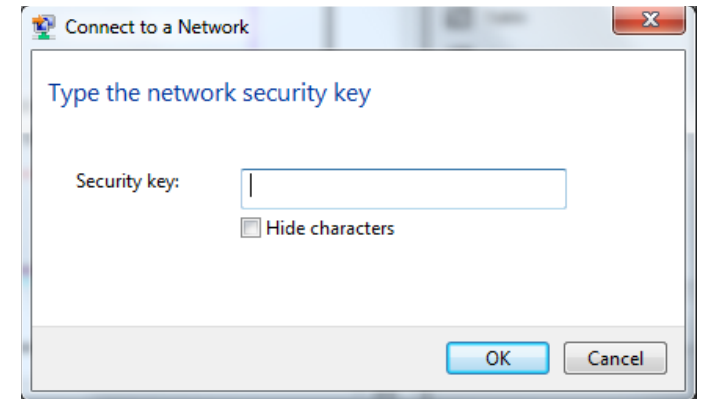 Connect to a Network
Type the network security key
Security key:
Hide characters
OK Cancel